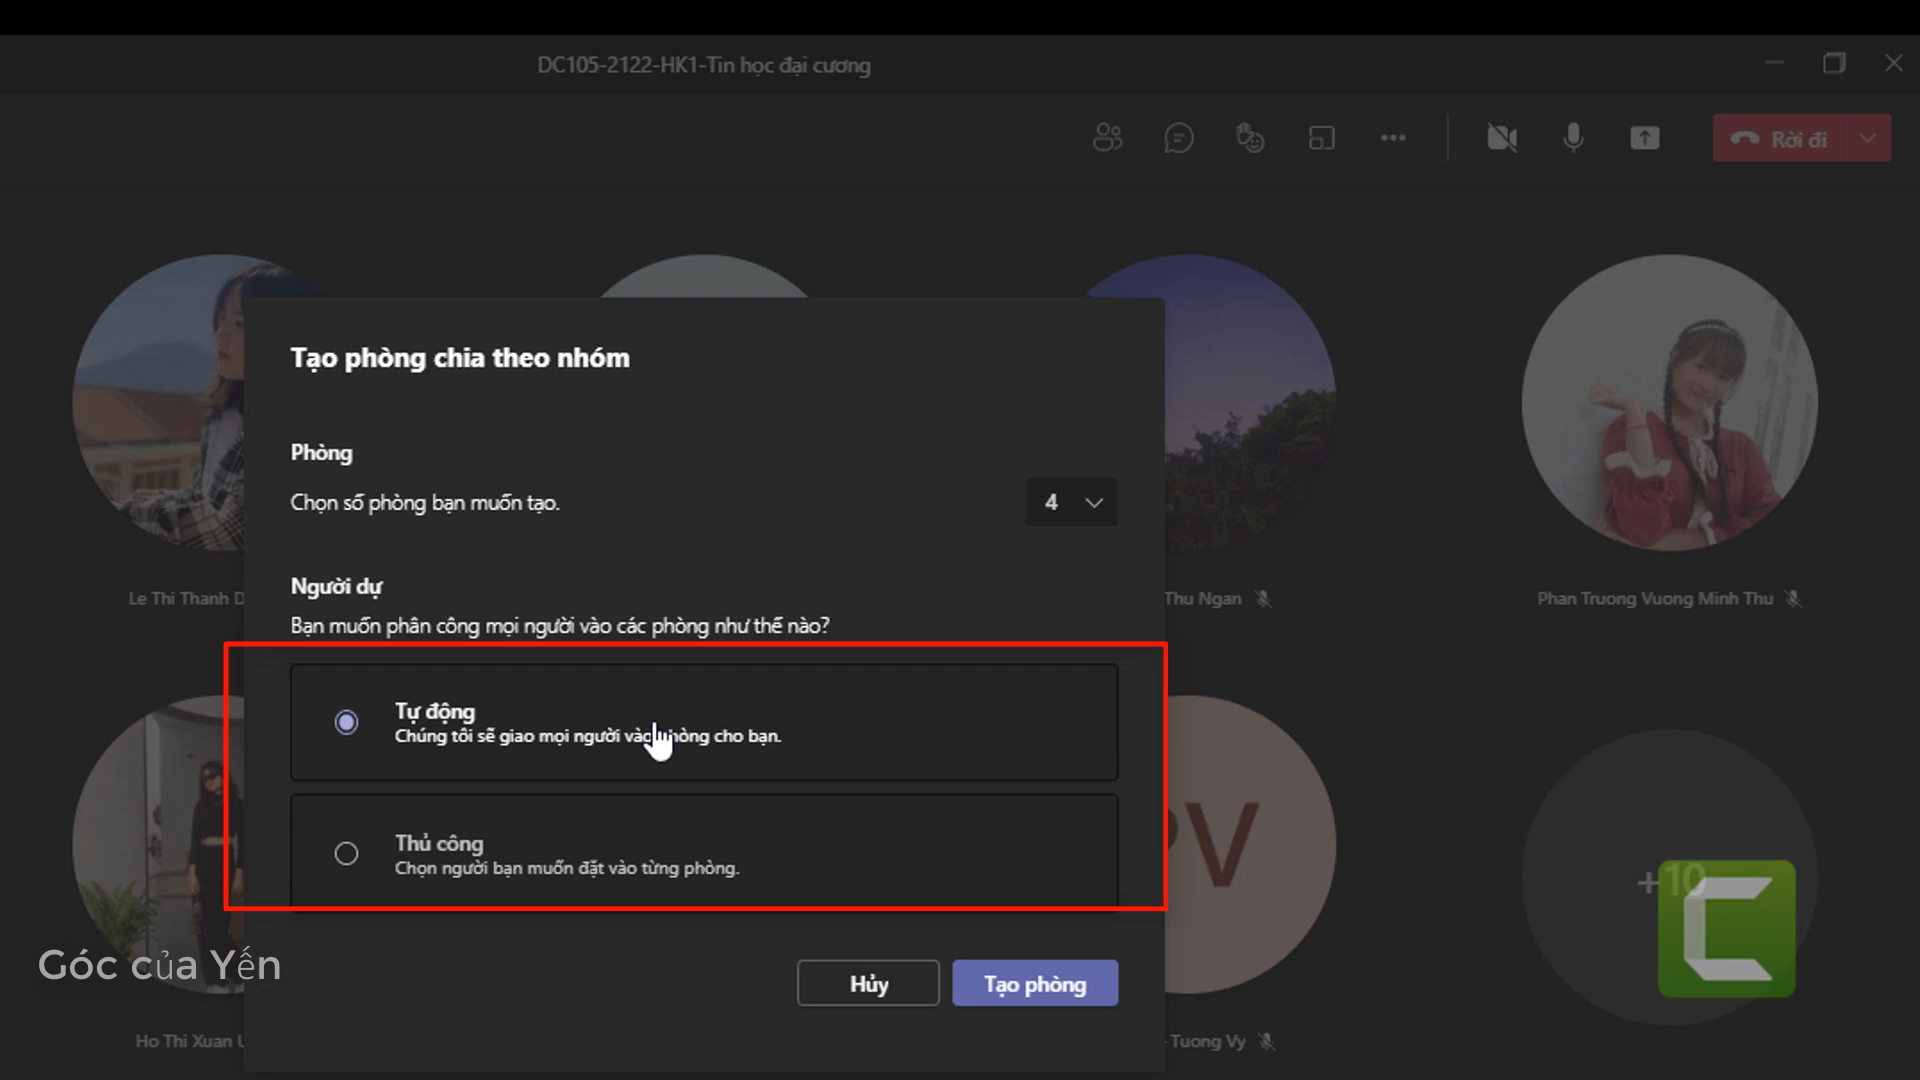 DC105-2122-HK1-Tin học đại cương
Rời đi
Tạo phòng chia theo nhóm
Phòng
Chọn số phòng bạn muốn tạo.
4
Người dự
Bạn muốn phân công mọi người vào các phòng như thế nào?
Le Thi Thanh
Thu Ngan
Phan Truong Vuong Minh Thu
Tự động
Chúng tôi sẽ giao mọi người vào phòng cho bạn.
Thủ công
Chọn người bạn muốn đặt vào từng phòng.
V
+10
C
Góc của Yến
Hủy
Tạo phòng
Ho Thi Xuan
Tuong Vy